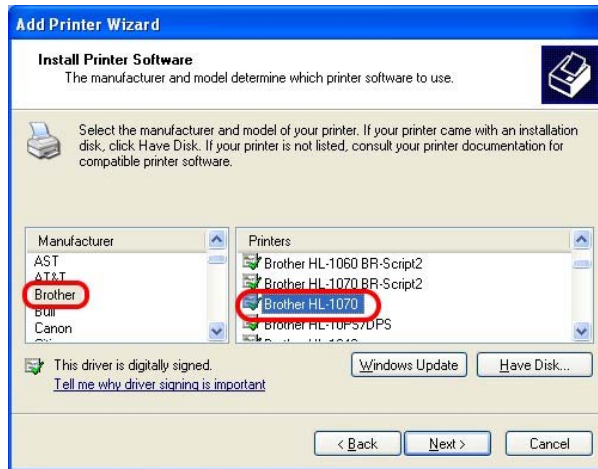 Add Printer Wizard
Install Printer Software
The manufacturer and model determine which printer software to use.
Select the manufacturer and model of your printer. If your printer came with an installation
disk, click Have Disk. If your printer is not listed, consult your printer documentation for
compatible printer software.
Manufacturer
AST
AT&T
Brother
Bull
Canon
Printers
Brother HL-1060 BR-Script2
Brother HL-1070 BR-Script2
Brother HL-1070
Brother HL-10PS/DPS
This driver is digitally signed.
Tell me why driver signing is important
Windows Update
Have Disk...
< Back
Next >
Cancel